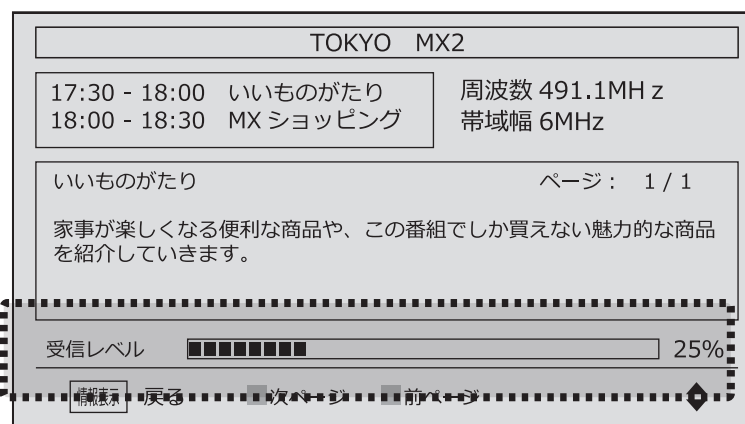 TOKYO MX2
17:30 - 18:00 いいものがたり
18:00 - 18:30 MX ショッピング
周波数 491.1MH z
帯域幅 6MHz
いいものがたり ページ: 1 / 1
家事が楽しくなる便利な商品や、この番組でしか買えない魅力的な商品
を紹介していきます。
受信レベル 25%
情報表示 戻る 次ページ 前ページ